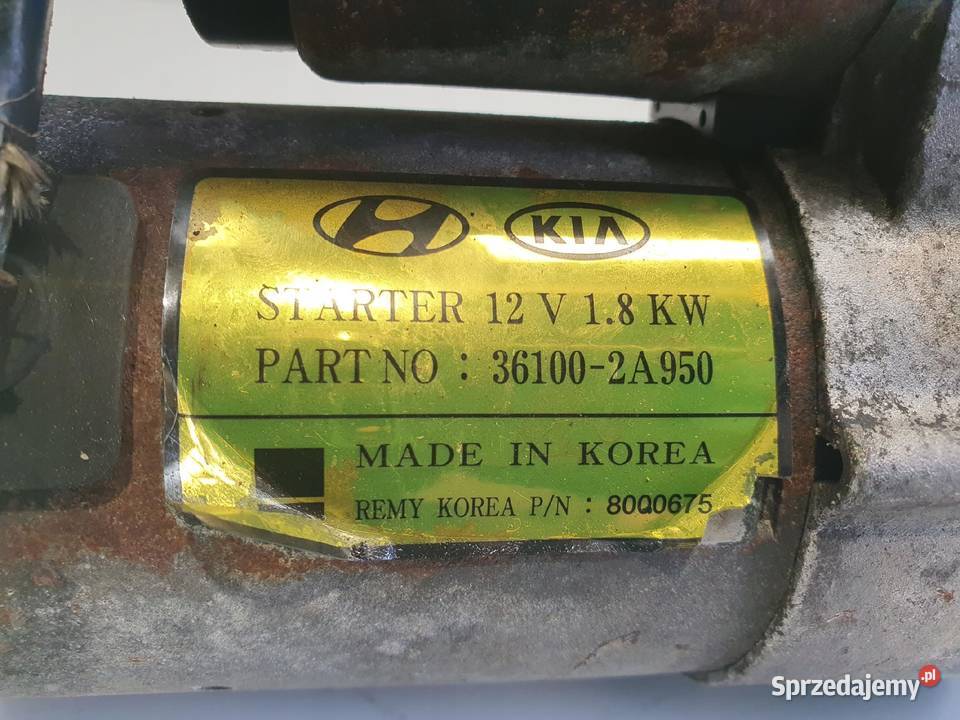 KIA
STARTER 12 V 1.8 KW
PART NO : 36100-2A950
MADE IN KOREA
REMY KOREA P/N : 8000675
Sprzedajemy.pl